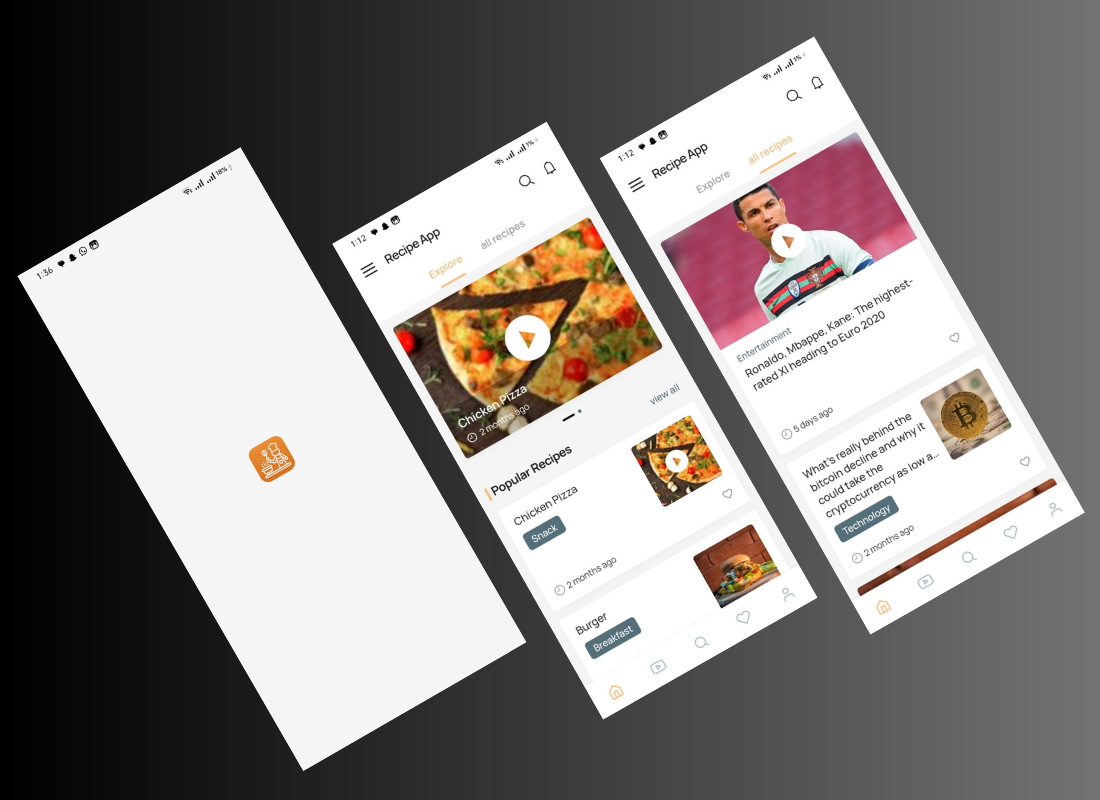 1:36
18%
1:12
1%
Recipe App
Explore
all recipes
Chicken Pizza
2 months ago
view all
Popular Recipes
Chicken Pizza
Snack
2 months ago
Burger
Breakfast
1:12
1%
Recipe App
Explore
all recipes
Entertainment
Ronaldo, Mbappe, Kane: The highest-
rated XI heading to Euro 2020
5 days ago
What's really behind the
bitcoin decline and why it
could take the
cryptocurrency as low a...
Technology
2 months ago